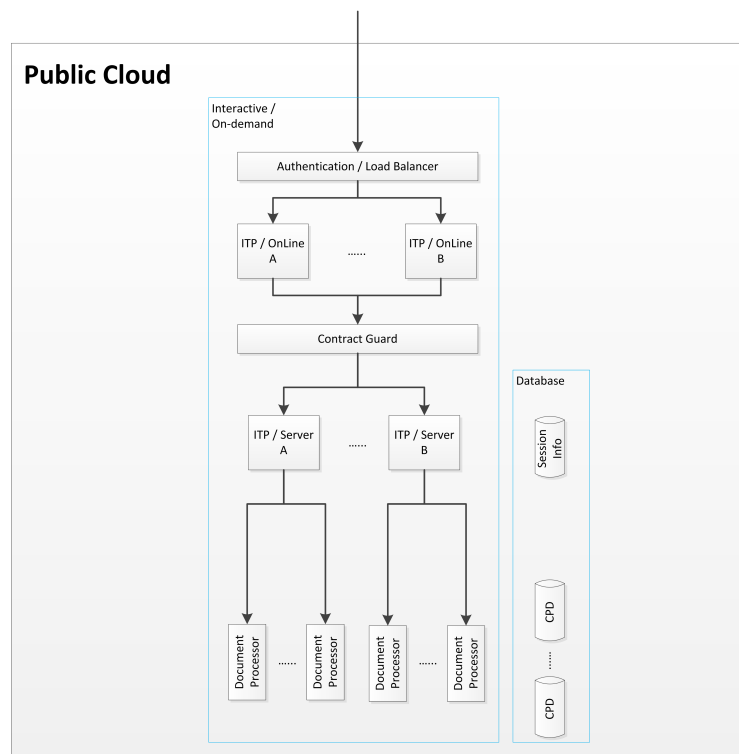 Public Cloud
Interactive /
On-demand
Authentication / Load Balancer
ITP / OnLine
A
......
ITP / OnLine
B
Contract Guard
Database
ITP / Server
A
......
ITP / Server
B
Session
Info
CPD
Document
Processor
......
Document
Processor
Document
Processor
......
Document
Processor
......
CPD